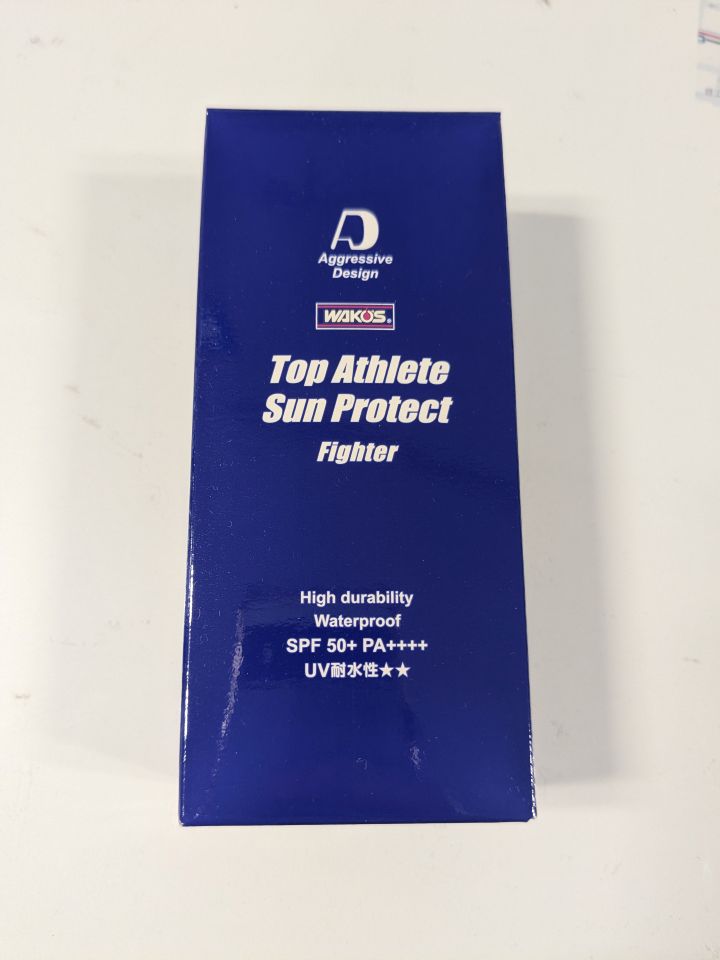 AD
Aggressive
Design
WAKO'S®
Top Athlete
Sun Protect
Fighter
High durability
Waterproof
SPF 50+ PA++++
UV耐水性★★